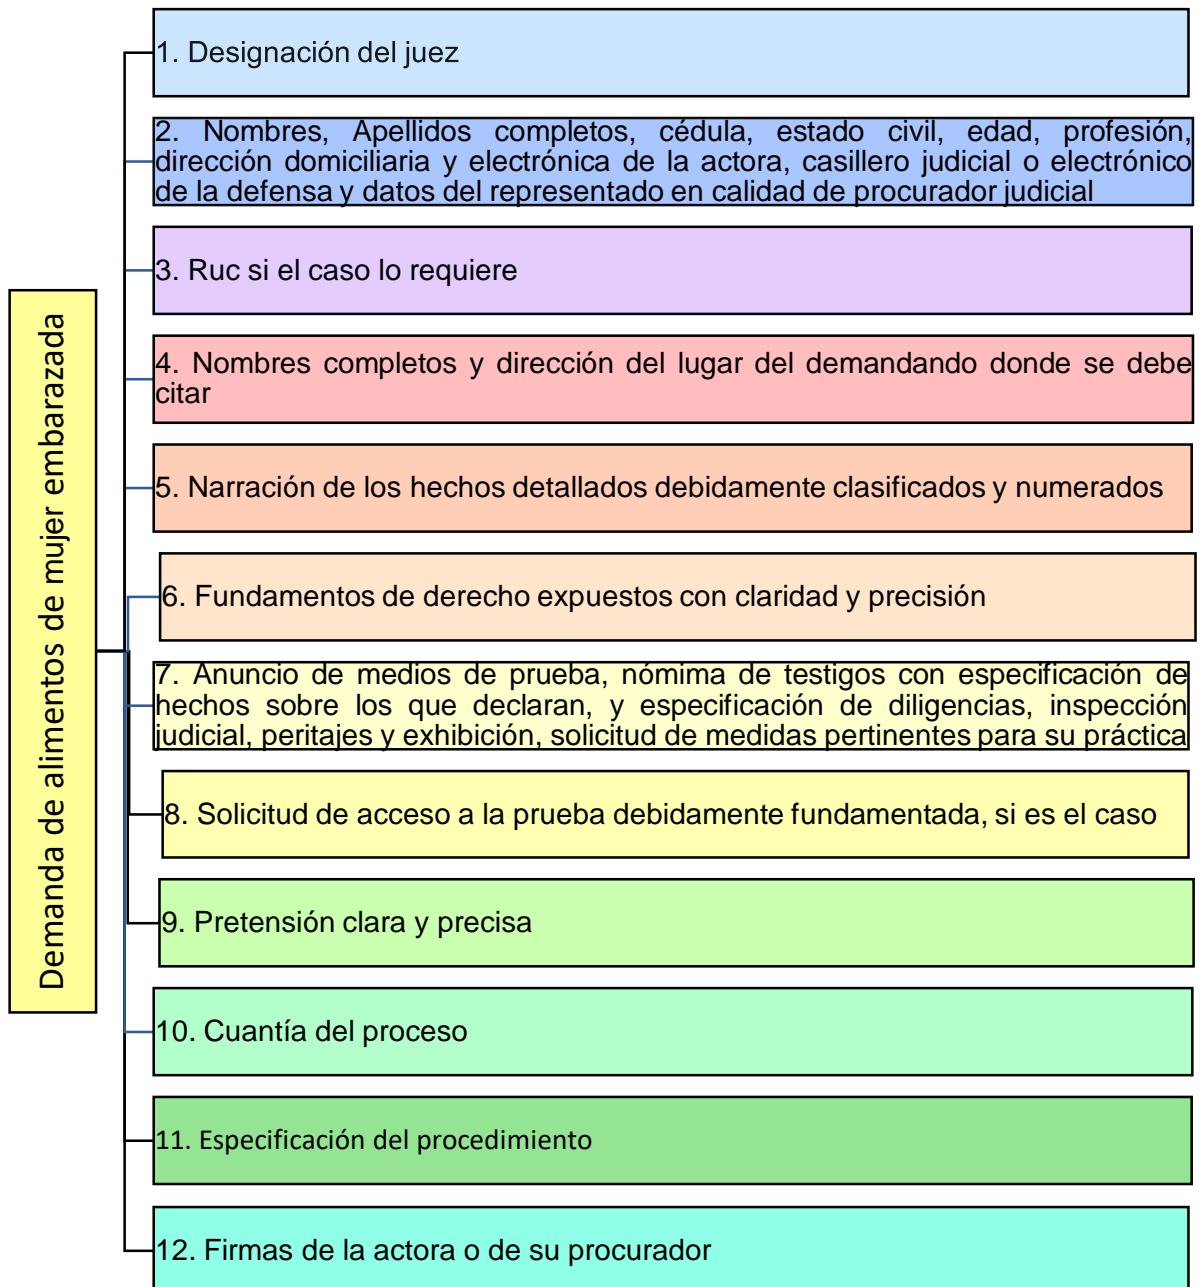 Demanda de alimentos de mujer embarazada
1. Designación del juez
2. Nombres, Apellidos completos, cédula, estado civil, edad, profesión,
dirección domiciliaria y electrónica de la actora, casillero judicial o electrónico
de la defensa y datos del representado en calidad de procurador judicial
3. Ruc si el caso lo requiere
4. Nombres completos y dirección del lugar del demandando donde se debe
citar
5. Narración de los hechos detallados debidamente clasificados y numerados
6. Fundamentos de derecho expuestos con claridad y precisión
7. Anuncio de medios de prueba, nómima de testigos con especificación de
hechos sobre los que declaran, y especificación de diligencias, inspección
judicial, peritajes y exhibición, solicitud de medidas pertinentes para su práctica
8. Solicitud de acceso a la prueba debidamente fundamentada, si es el caso
9. Pretensión clara y precisa
10. Cuantía del proceso
11. Especificación del procedimiento
12. Firmas de la actora o de su procurador